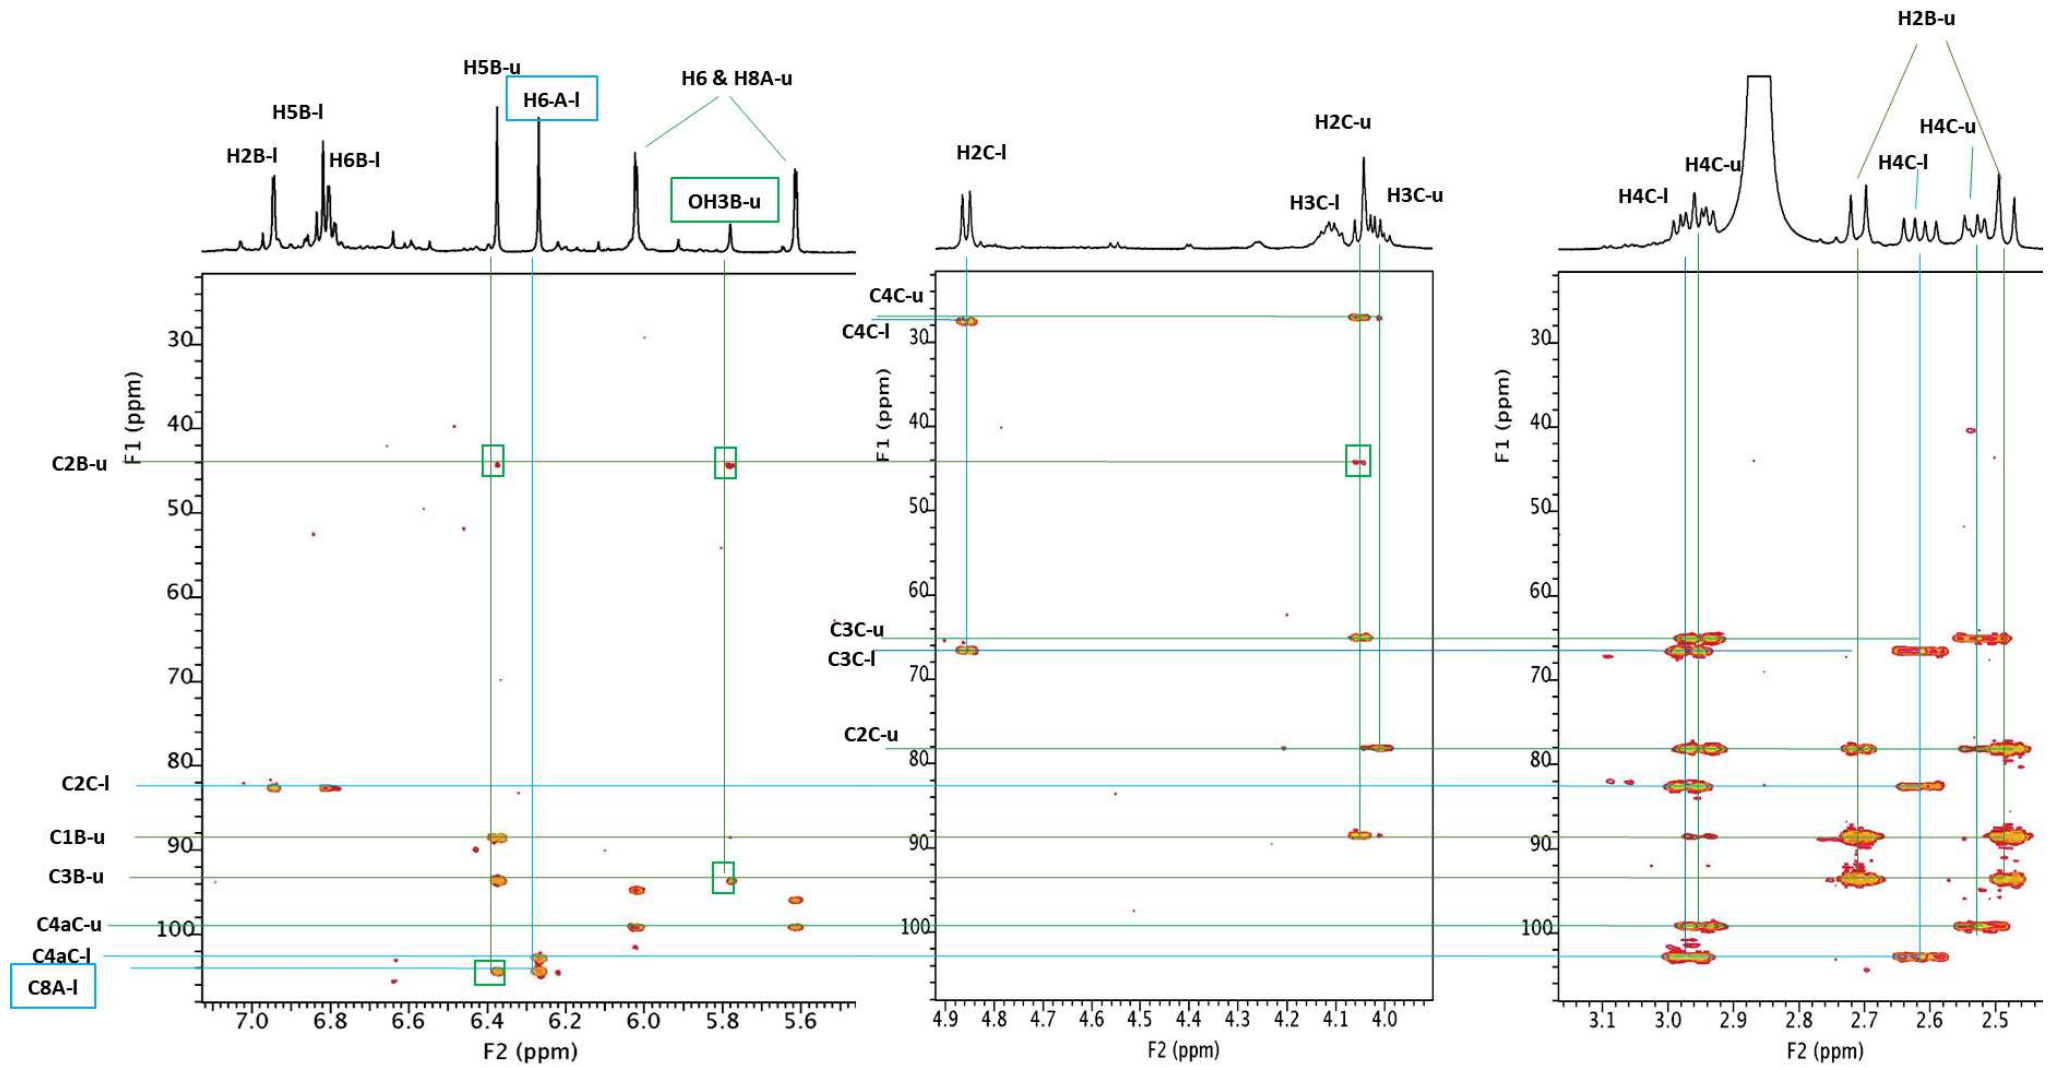 H2B-u
H5B-u
H6 & H8A-u
H6-A-l
H5B-l
H2C-u
H4C-u
H2B-l
H6B-l
H2C-l
H4C-u
H4C-l
OH3B-u
H3C-l
H3C-u
H4C-l
C4C-u
C4C-l
30
30
30
F1 (ppm)
F1 (ppm)
F1 (ppm)
40
40
40
C2B-u
50
50
50
60
60
60
C3C-u
C3C-l
70
70
70
C2C-u
80
80
80
C2C-l
C1B-u
90
90
90
C3B-u
C4aC-u
100
100
100
C4aC-l
C8A-l
7.0 6.8 6.6 6.4 6.2 6.0 5.8 5.6
4.9 4.8 4.7 4.5 4.4 4.3 4.2 4.1 4.0
3.1 3.0 2.9 2.8 2.7 2.6 2.5
F2 (ppm)
F2 (ppm)
F2 (ppm)